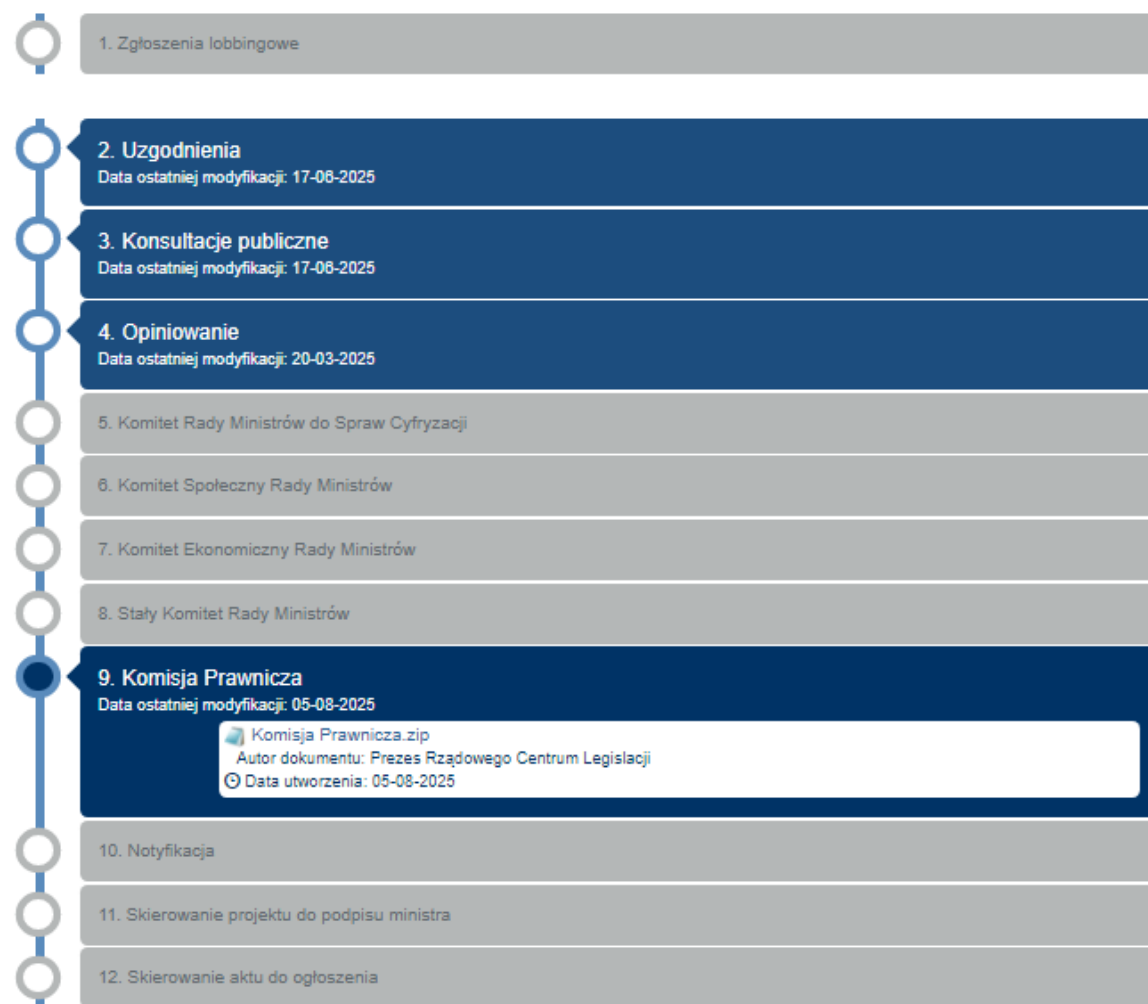 1. Zgłoszenia lobbingowe
2. Uzgodnienia
Data ostatniej modyfikacji: 17-06-2025
3. Konsultacje publiczne
Data ostatniej modyfikacji: 17-06-2025
4. Opiniowanie
Data ostatniej modyfikacji: 20-03-2025
5. Komitet Rady Ministrów do Spraw Cyfryzacji
6. Komitet Społeczny Rady Ministrów
7. Komitet Ekonomiczny Rady Ministrów
8. Stały Komitet Rady Ministrów
9. Komisja Prawnicza
Data ostatniej modyfikacji: 05-08-2025
Komisja Prawnicza.zip
Autor dokumentu: Prezes Rządowego Centrum Legislacji
Data utworzenia: 05-08-2025
10. Notyfikacja
11. Skierowanie projektu do podpisu ministra
12. Skierowanie aktu do ogłoszenia